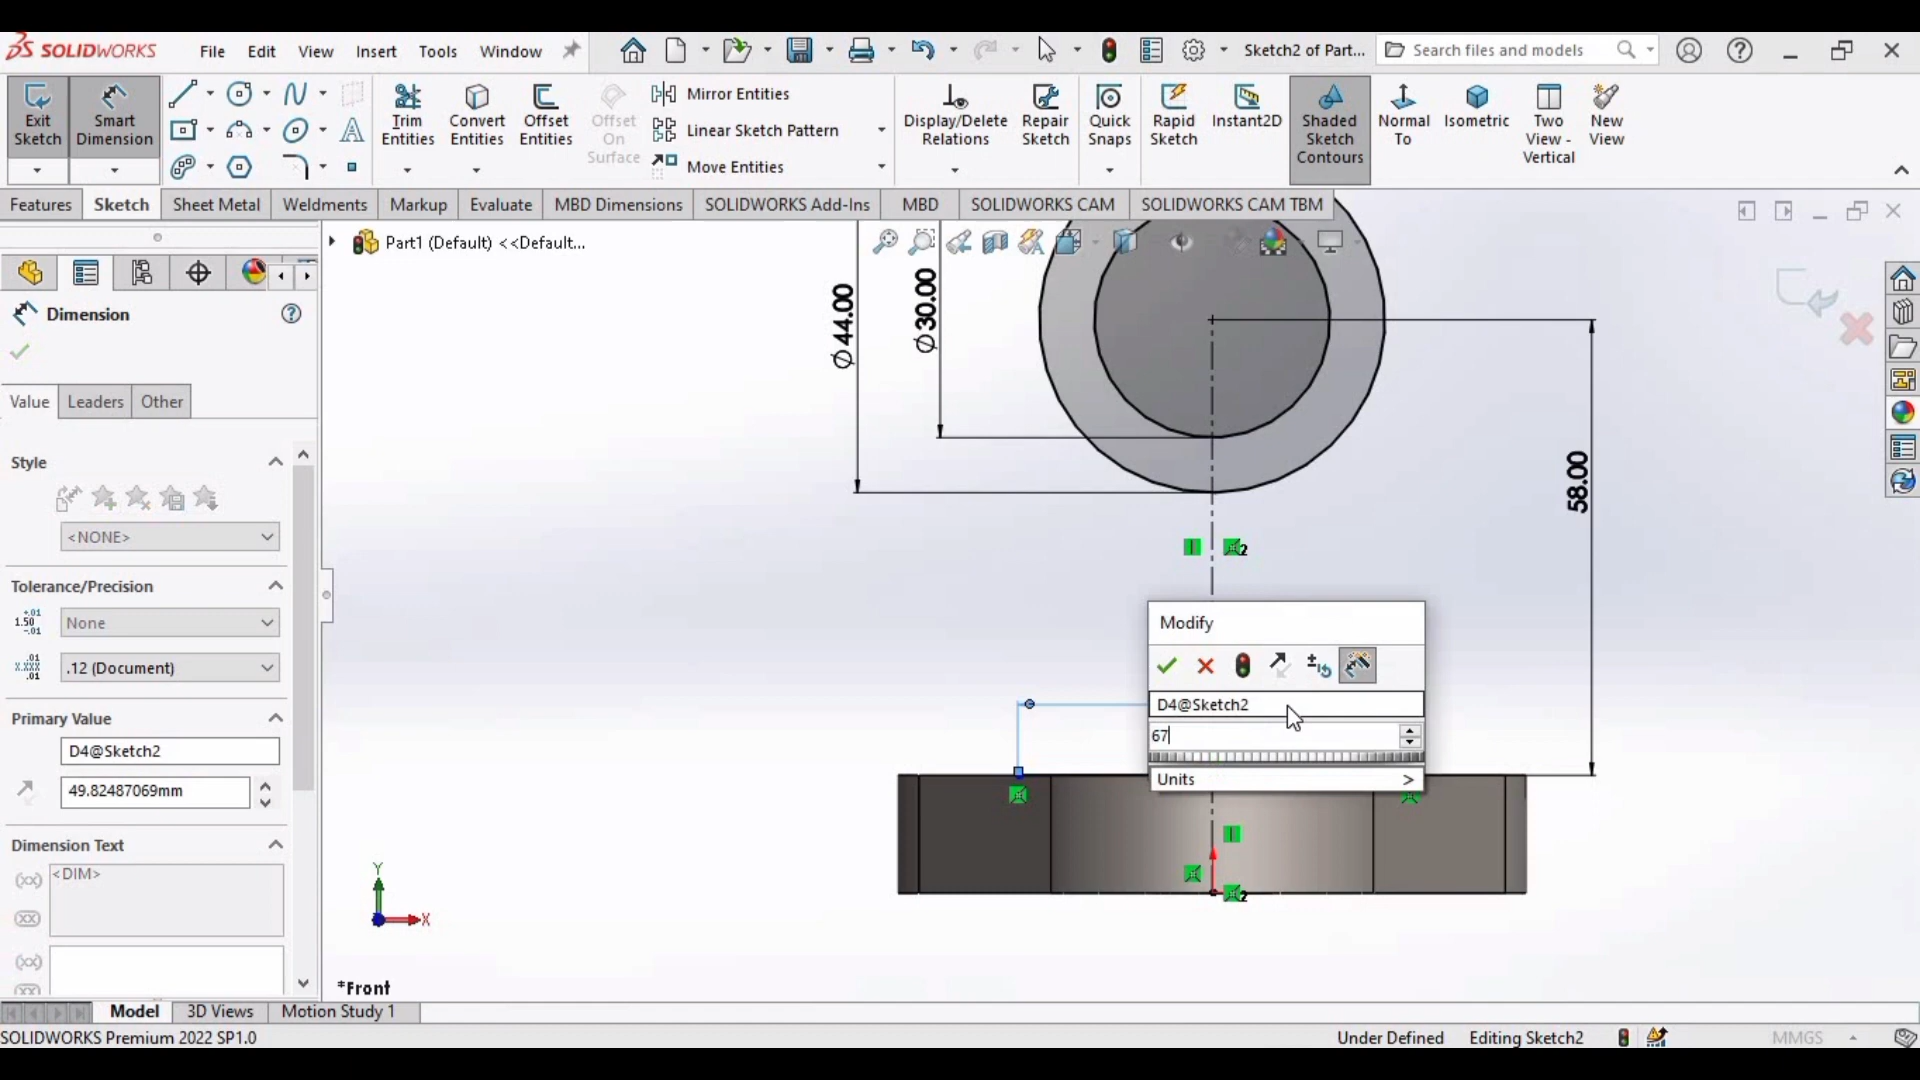 SOLIDWORKS File Edit View Insert Tools Window Sketch2 of Part... Search files and models
Exit Sketch
Smart Dimension
Trim Entities
Convert Entities
Offset Entities
Offset On Surface
Mirror Entities
Linear Sketch Pattern
Move Entities
Display/Delete Relations
Repair Sketch
Quick Snaps
Rapid Sketch
Instant2D
Shaded Sketch Contours
Normal To
Isometric
Two View - Vertical
New View
Features Sketch Sheet Metal Weldments Markup Evaluate MBD Dimensions SOLIDWORKS Add-Ins MBD SOLIDWORKS CAM SOLIDWORKS CAM TBM
Part1 (Default) <<Default...
Dimension
Value Leaders Other
Style
<NONE>
Tolerance/Precision
None
.12 (Document)
Primary Value
D4@Sketch2
49.82487069mm
Dimension Text
<DIM>
∅44.00
∅30.00
58.00
2
Modify
D4@Sketch2
67
Units >
2
Y
X
*Front
Model 3D Views Motion Study 1
SOLIDWORKS Premium 2022 SP1.0 Under Defined Editing Sketch2 MMGS